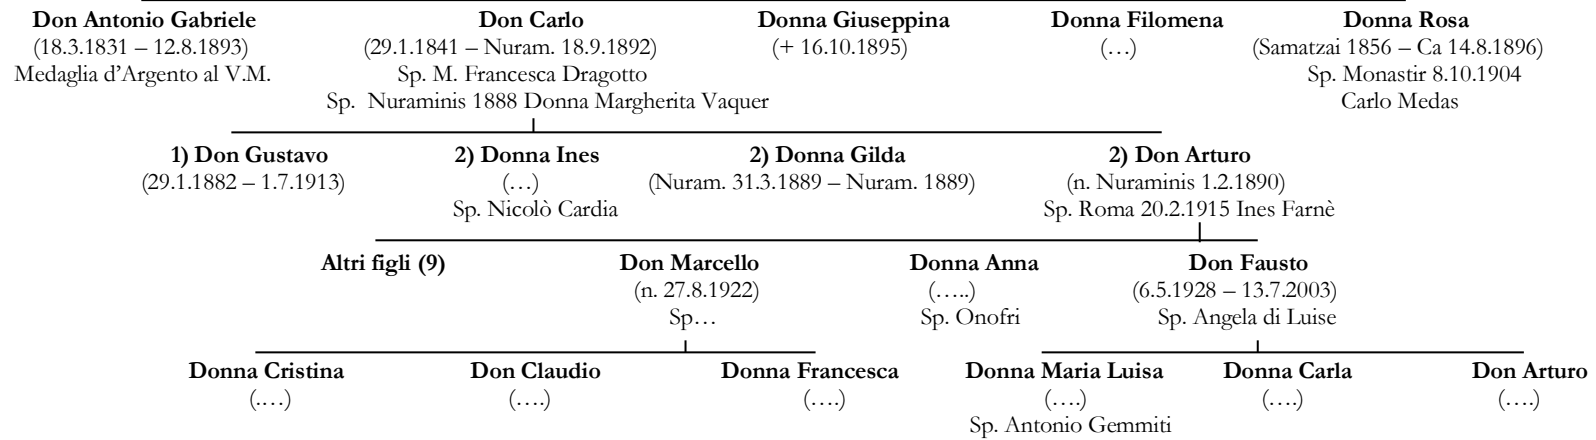 Don Antonio Gabriele Don Carlo Donna Giuseppina Donna Filomena Donna Rosa
(18.3.1831 – 12.8.1893) (29.1.1841 – Nuram. 18.9.1892) (+ 16.10.1895) (…) (Samatzai 1856 – Ca 14.8.1896)
Medaglia d'Argento al V.M. Sp. M. Francesca Dragotto Sp. Monastir 8.10.1904
Sp. Nuraminis 1888 Donna Margherita Vaquer Carlo Medas
1) Don Gustavo 2) Donna Ines 2) Donna Gilda 2) Don Arturo
(29.1.1882 – 1.7.1913) (…) (Nuram. 31.3.1889 – Nuram. 1889) (n. Nuraminis 1.2.1890)
Sp. Nicolò Cardia Sp. Roma 20.2.1915 Ines Farnè
Altri figli (9) Don Marcello Donna Anna Don Fausto
(n. 27.8.1922) (…..) (6.5.1928 – 13.7.2003)
Sp… Sp. Onofri Sp. Angela di Luise
Donna Cristina Don Claudio Donna Francesca Donna Maria Luisa Donna Carla Don Arturo
(.…) (….) (….) (….) (….) (….)
Sp. Antonio Gemmiti